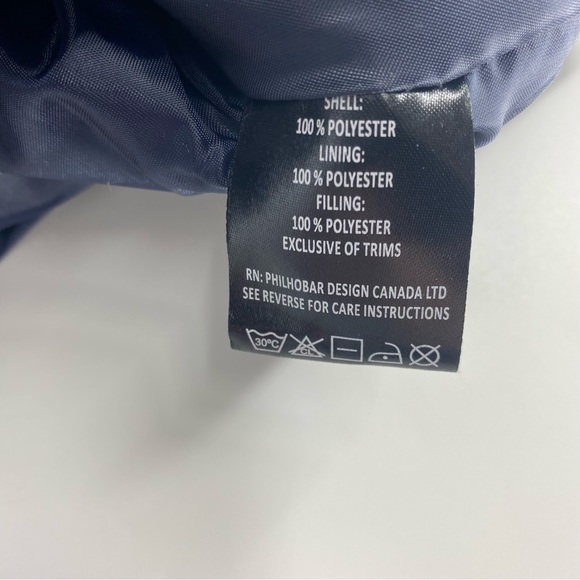 SHELL:
100 % POLYESTER
LINING:
100 % POLYESTER
FILLING:
100 % POLYESTER
EXCLUSIVE OF TRIMS
RN: PHILHOBAR DESIGN CANADA LTD
SEE REVERSE FOR CARE INSTRUCTIONS
30°C CL